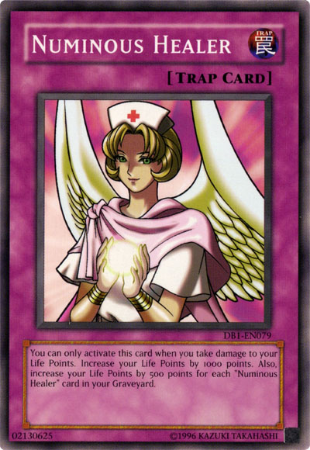 NUMINOUS HEALER
TRAP
罠
[TRAP CARD]
DB1-EN079
You can only activate this card when you take damage to your
Life Points. Increase your Life Points by 1000 points. Also,
increase your Life Points by 500 points for each "Numinous
Healer" card in your Graveyard.
02130625
©1996 KAZUKI TAKAHASHI